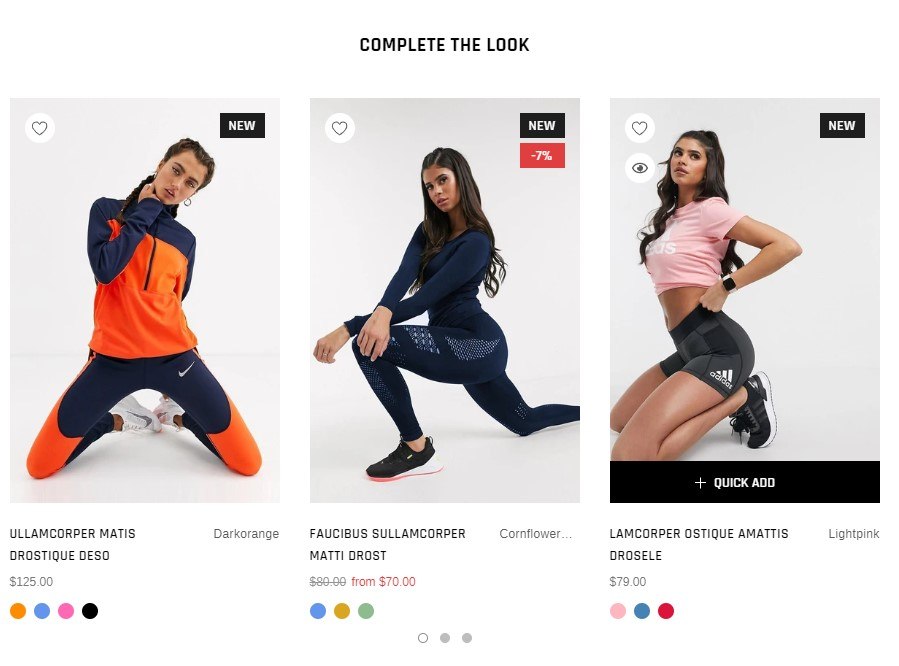 COMPLETE THE LOOK
NEW
NEW
-7%
NEW
adidas
+ QUICK ADD
ULLAMCORPER MATIS
DROSTIQUE DESO
Darkorange
$125.00
FAUCIBUS SULLAMCORPER
MATTI DROST
Cornflower...
$80.00 from $70.00
LAMCORPER OSTIQUE AMATTIS
DROSELE
Lightpink
$79.00